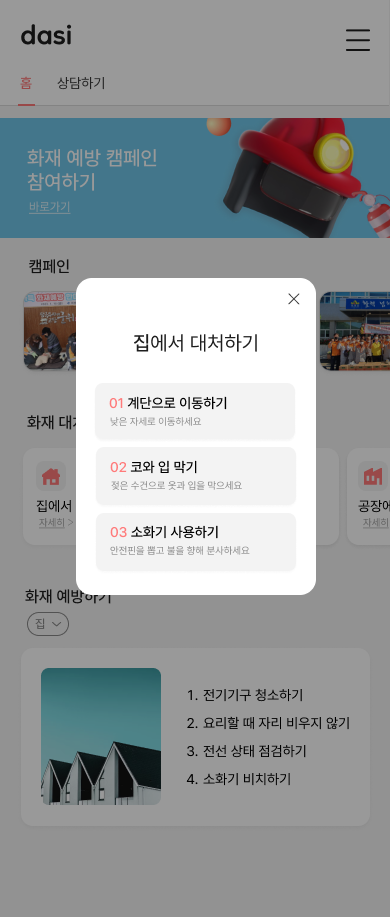 dasi
홈 상담하기
화재 예방 캠페인
참여하기
바로가기
캠페인
집에서 대처하기
01 계단으로 이동하기
낮은 자세로 이동하세요
02 코와 입 막기
젖은 수건으로 옷과 입을 막으세요
03 소화기 사용하기
안전핀을 뽑고 불을 향해 분사하세요
화재 대
집에서
자세히 >
공장에
자세히
화재 예방하기
집
1. 전기기구 청소하기
2. 요리할 때 자리 비우지 않기
3. 전선 상태 점검하기
4. 소화기 비치하기